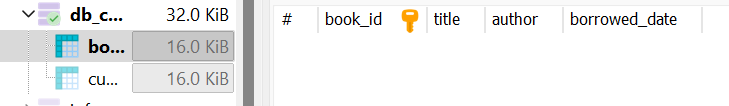 db_c... 32.0 KiB
bo... 16.0 KiB
cu... 16.0 KiB
# book_id title author borrowed_date